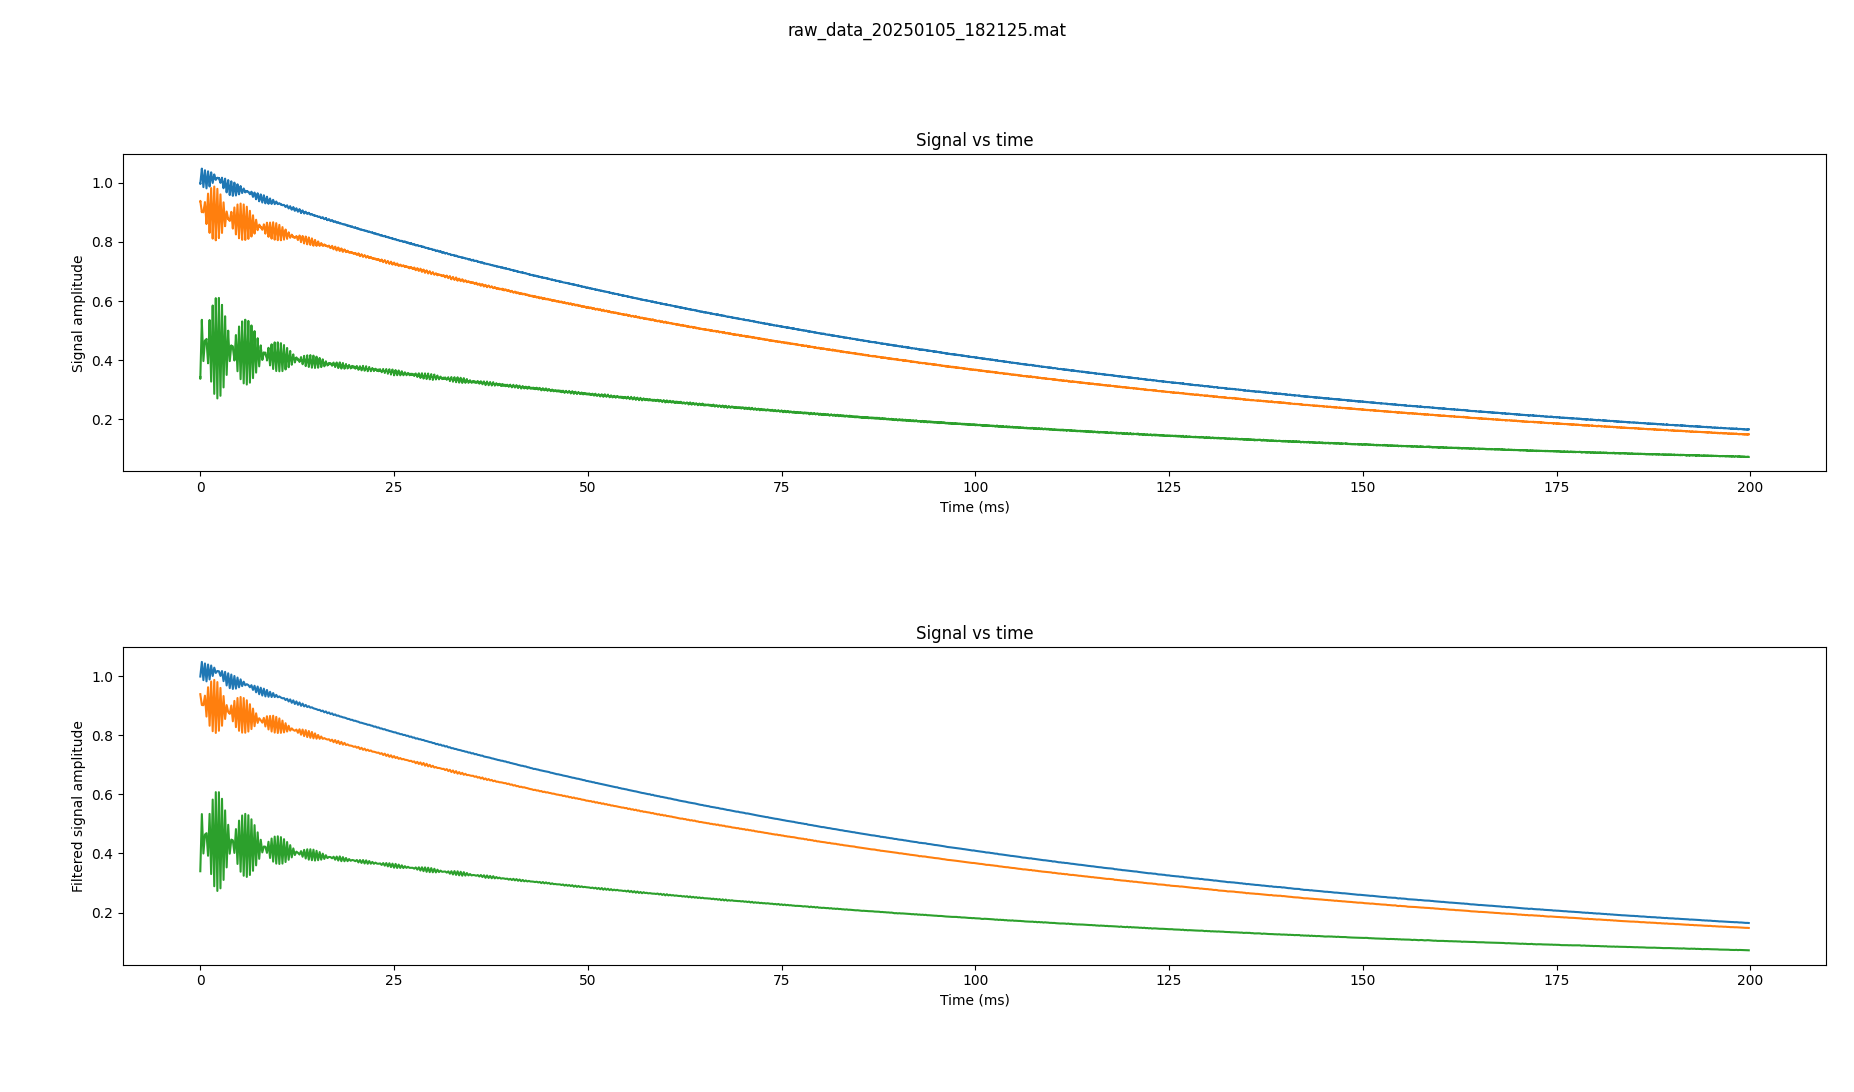 raw_data_20250105_182125.mat
Signal vs time
Signal amplitude
1.0
0.8
0.6
0.4
0.2
0 25 50 75 100 125 150 175 200
Time (ms)
Signal vs time
Filtered signal amplitude
1.0
0.8
0.6
0.4
0.2
0 25 50 75 100 125 150 175 200
Time (ms)